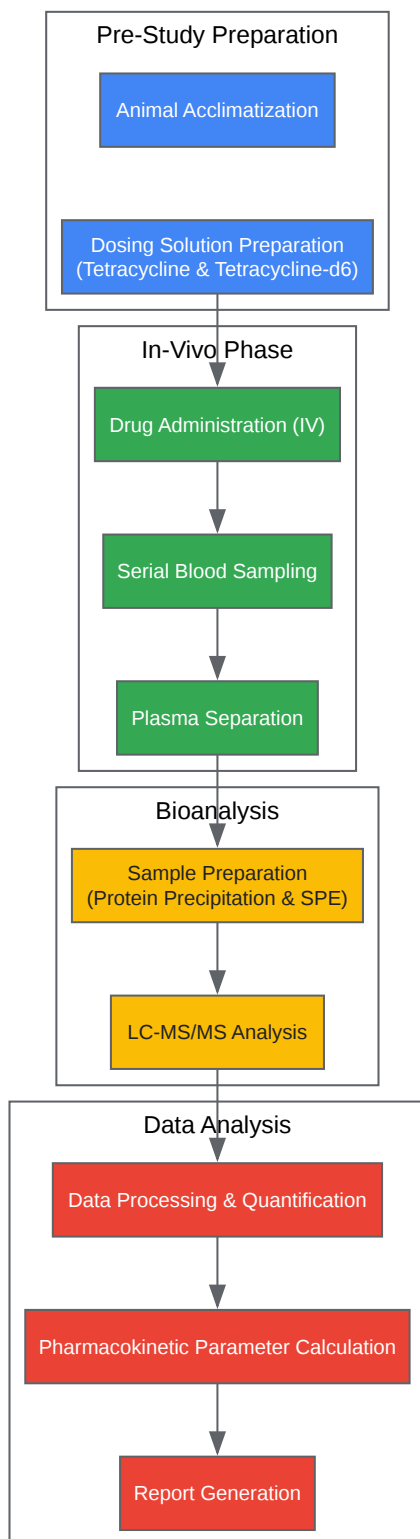 Pre-Study Preparation
Animal Acclimatization
Dosing Solution Preparation
(Tetracycline & Tetracycline-d6)
In-Vivo Phase
Drug Administration (IV)
Serial Blood Sampling
Plasma Separation
Bioanalysis
Sample Preparation
(Protein Precipitation & SPE)
LC-MS/MS Analysis
Data Analysis
Data Processing & Quantification
Pharmacokinetic Parameter Calculation
Report Generation